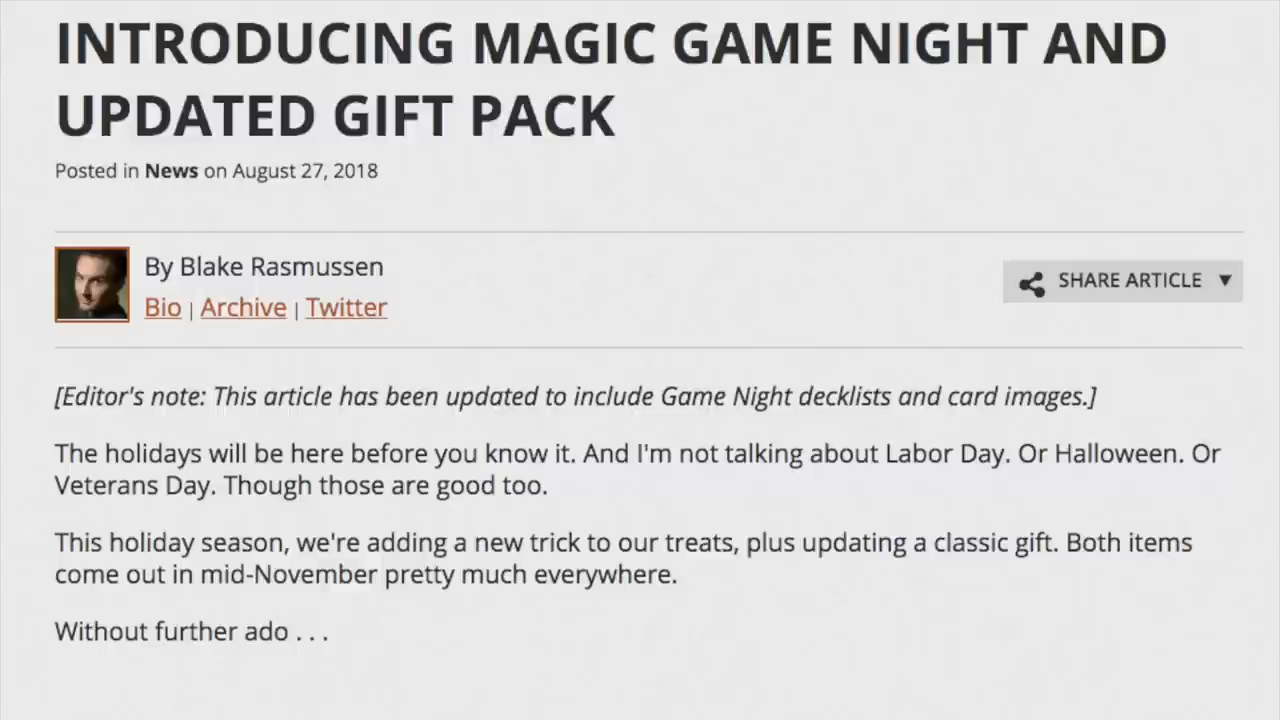 INTRODUCING MAGIC GAME NIGHT AND
UPDATED GIFT PACK
Posted in News on August 27, 2018
By Blake Rasmussen
Bio | Archive | Twitter
SHARE ARTICLE ▼
[Editor's note: This article has been updated to include Game Night decklists and card images.]
The holidays will be here before you know it. And I'm not talking about Labor Day. Or Halloween. Or
Veterans Day. Though those are good too.
This holiday season, we're adding a new trick to our treats, plus updating a classic gift. Both items
come out in mid-November pretty much everywhere.
Without further ado . . .